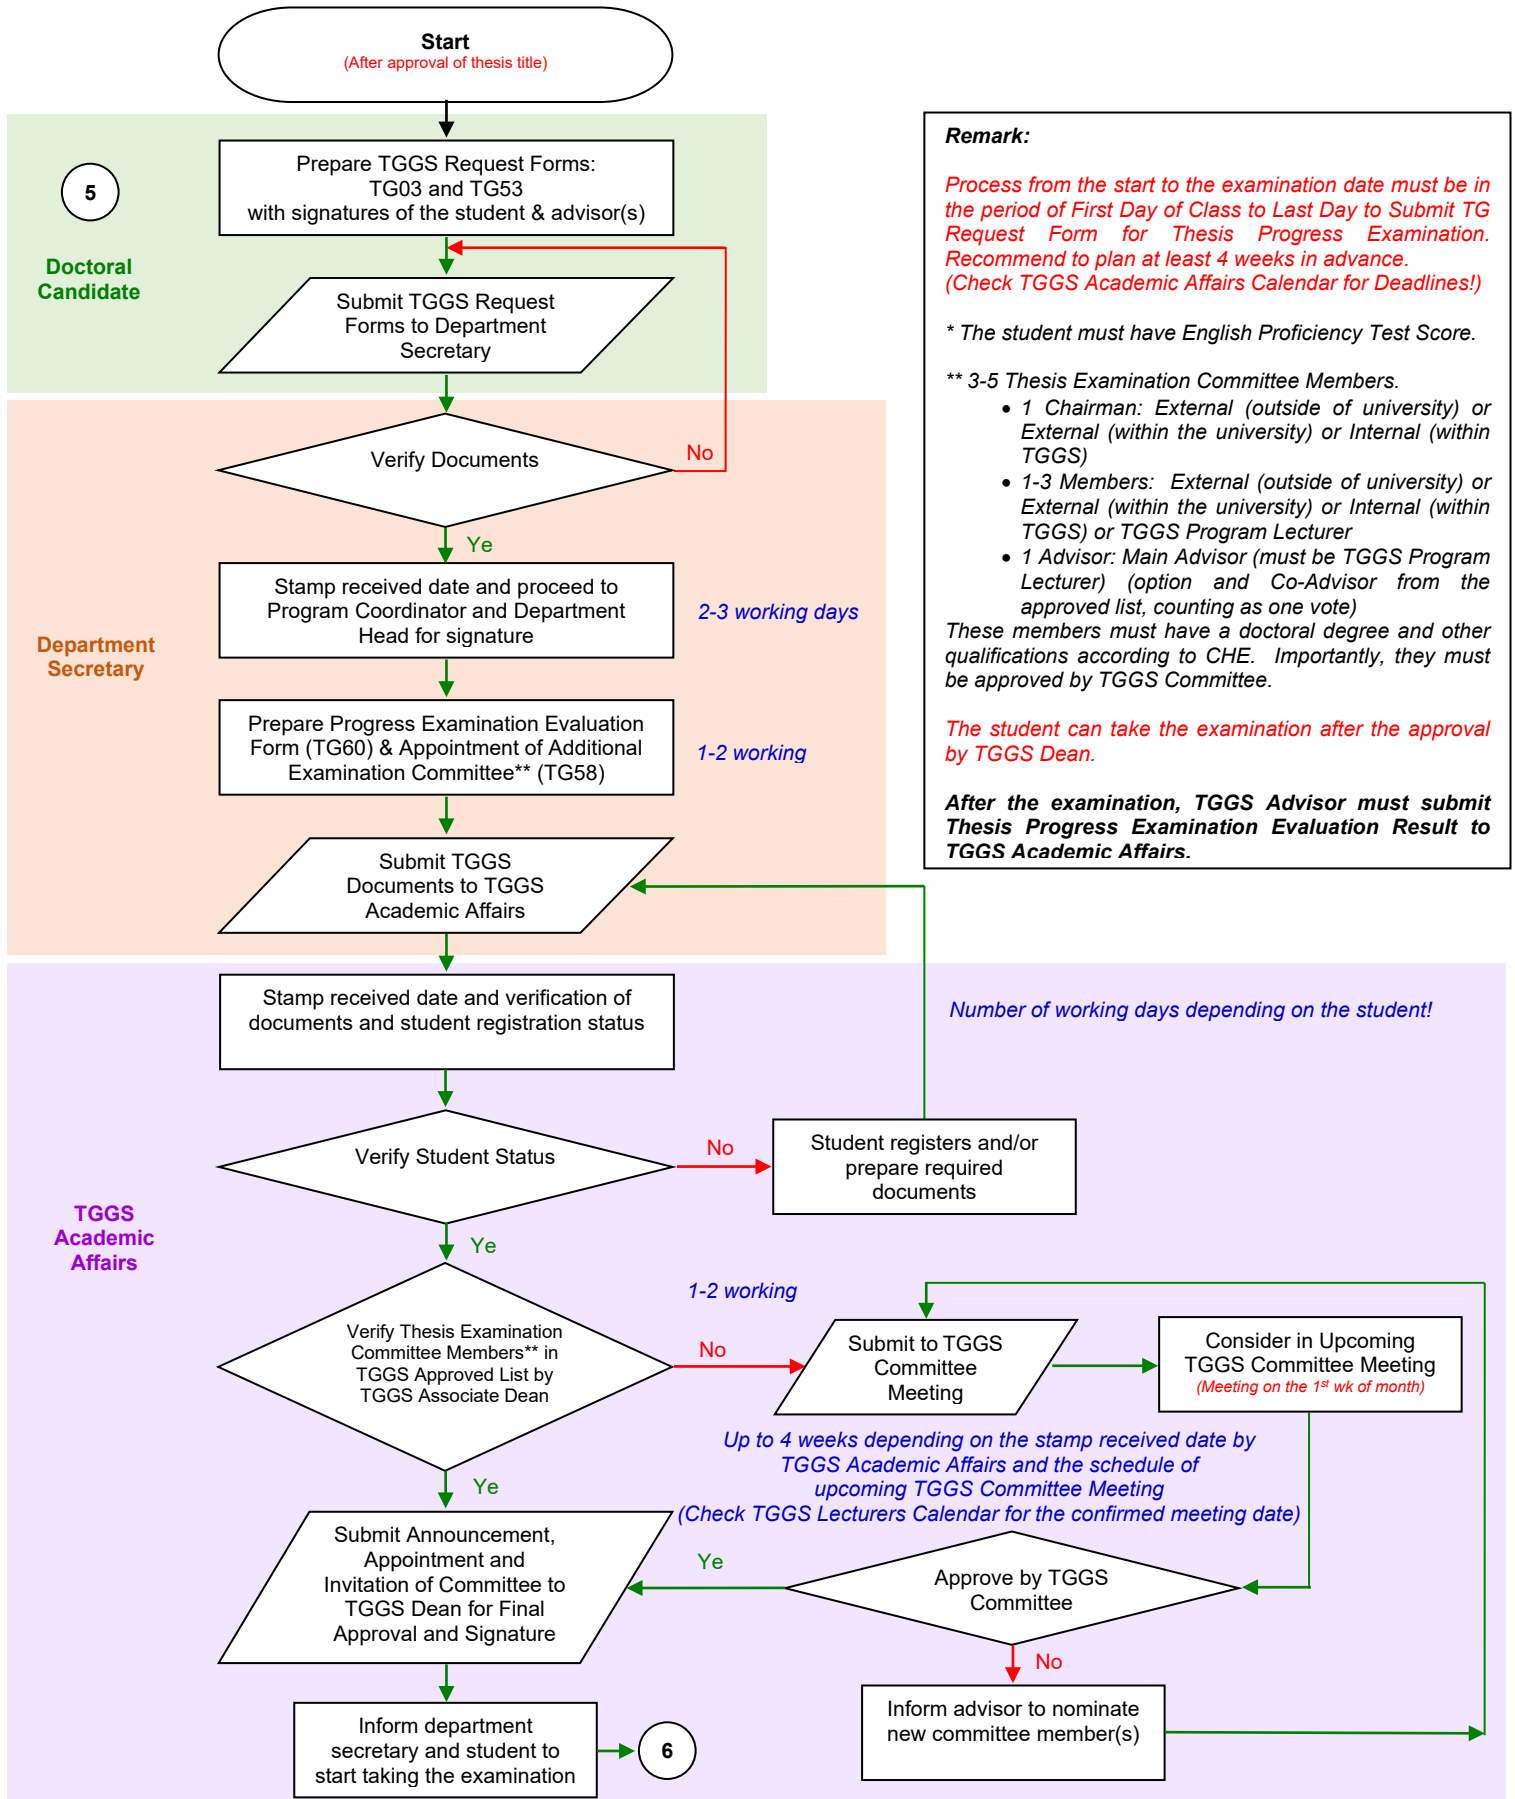 Start
(After approval of thesis title)
5
Doctoral
Candidate
Prepare TGGS Request Forms:
TG03 and TG53
with signatures of the student & advisor(s)
Submit TGGS Request
Forms to Department
Secretary
Remark:
Process from the start to the examination date must be in
the period of First Day of Class to Last Day to Submit TG
Request Form for Thesis Progress Examination.
Recommend to plan at least 4 weeks in advance.
(Check TGGS Academic Affairs Calendar for Deadlines!)
* The student must have English Proficiency Test Score.
** 3-5 Thesis Examination Committee Members.
• 1 Chairman: External (outside of university) or
External (within the university) or Internal (within
TGGS)
• 1-3 Members: External (outside of university) or
External (within the university) or Internal (within
TGGS) or TGGS Program Lecturer
• 1 Advisor: Main Advisor (must be TGGS Program
Lecturer) (option and Co-Advisor from the
approved list, counting as one vote)
These members must have a doctoral degree and other
qualifications according to CHE. Importantly, they must
be approved by TGGS Committee.
The student can take the examination after the approval
by TGGS Dean.
After the examination, TGGS Advisor must submit
Thesis Progress Examination Evaluation Result to
TGGS Academic Affairs.
Department
Secretary
Verify Documents
No
Ye
Stamp received date and proceed to
Program Coordinator and Department
Head for signature
2-3 working days
Prepare Progress Examination Evaluation
Form (TG60) & Appointment of Additional
Examination Committee** (TG58)
1-2 working
Submit TGGS
Documents to TGGS
Academic Affairs
TGGS
Academic
Affairs
Stamp received date and verification of
documents and student registration status
Number of working days depending on the student!
Verify Student Status
No
Student registers and/or
prepare required
documents
Ye
1-2 working
Verify Thesis Examination
Committee Members** in
TGGS Approved List by
TGGS Associate Dean
No
Submit to TGGS
Committee
Meeting
Consider in Upcoming
TGGS Committee Meeting
(Meeting on the 1st wk of month)
Up to 4 weeks depending on the stamp received date by
TGGS Academic Affairs and the schedule of
upcoming TGGS Committee Meeting
(Check TGGS Lecturers Calendar for the confirmed meeting date)
Ye
Submit Announcement,
Appointment and
Invitation of Committee to
TGGS Dean for Final
Approval and Signature
Ye
Approve by TGGS
Committee
No
Inform advisor to nominate
new committee member(s)
Inform department
secretary and student to
start taking the examination
6